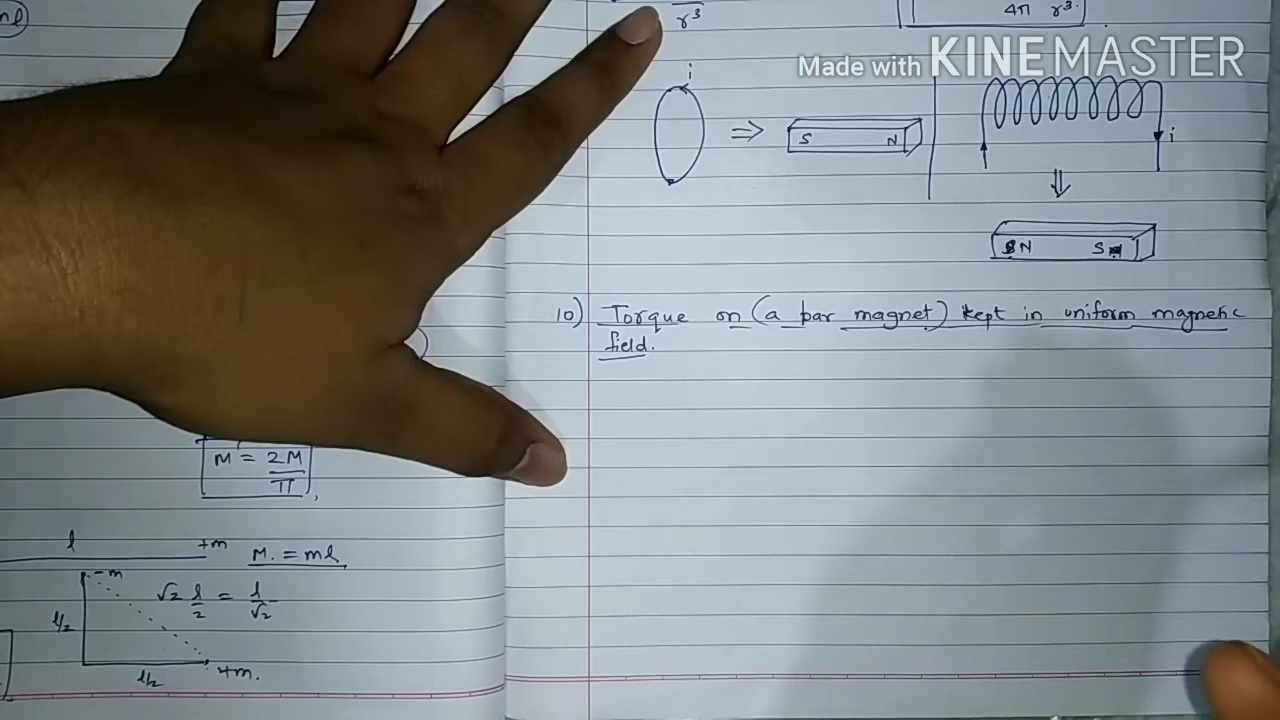 ml
r³
4π r³.
Made with KINEMASTER
i
⇒
S N
i
⇓
N S
10) Torque on (a bar magnet) kept in uniform magnetic
field.
)
M' = 2M
π
,
l
+m
M. = ml
-m
√2 l/2 = l/√2
l/2
l/2
+m.